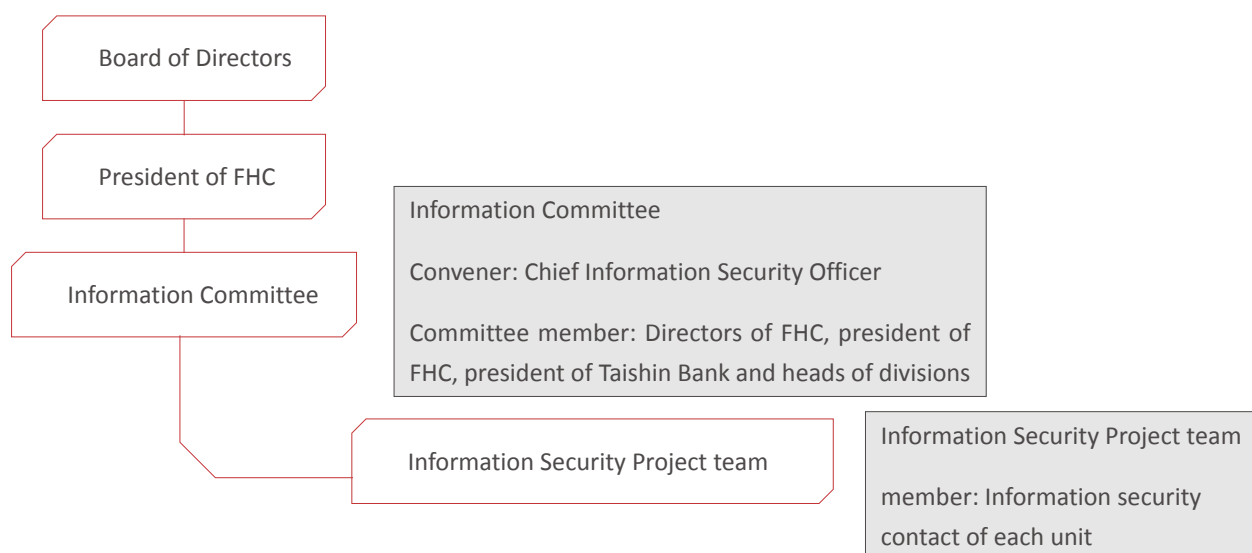 Board of Directors
President of FHC
Information Committee
Information Committee
Convener: Chief Information Security Officer
Committee member: Directors of FHC, president of
FHC, president of Taishin Bank and heads of divisions
Information Security Project team
Information Security Project team
member: Information security
contact of each unit